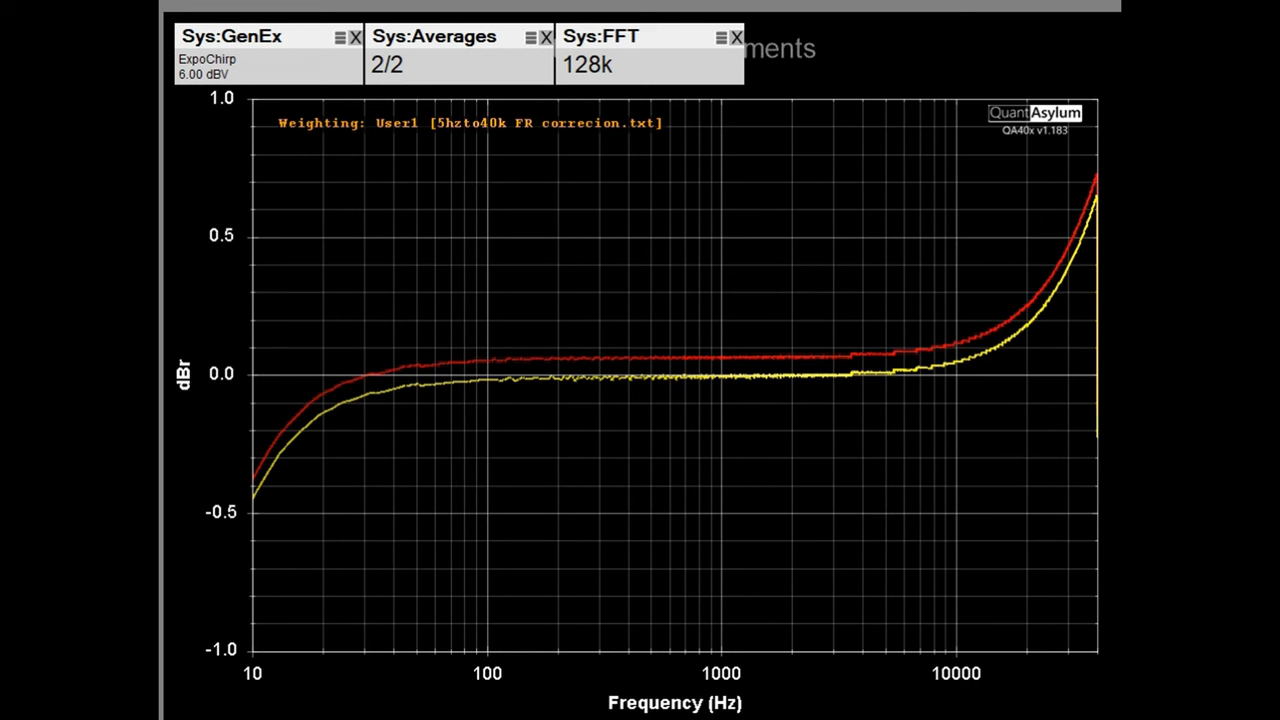 Sys:GenEx
ExpoChirp
6.00 dBV
Sys:Averages
2/2
Sys:FFT
128k
ments
Weighting: User1 [5hzto40k FR correcion.txt]
QuantAsylum
QA40x v1.183
1.0
0.5
0.0
-0.5
-1.0
dBr
10 100 1000 10000
Frequency (Hz)